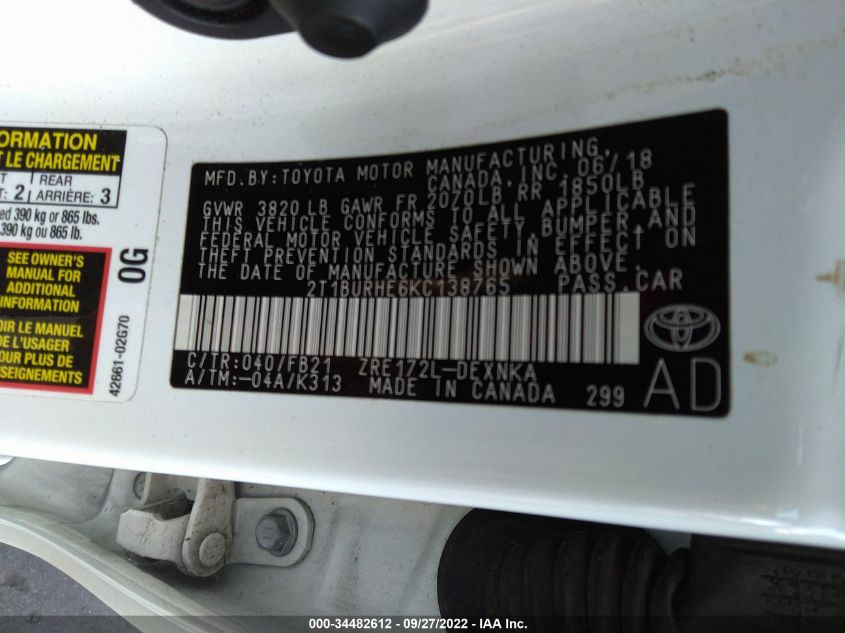 ORMATION
T LE CHARGEMENT
T REAR
T: 2 ARRIÈRE: 3
ed 390 kg or 865 lbs.
390 kg ou 865 lb.
SEE OWNER'S
MANUAL FOR
ADDITIONAL
INFORMATION
OIR LE MANUEL
DE L'USAGER
POUR PLUS DE
SEIGNEMENTS
0G
42661-02G70
MFD. BY: TOYOTA MOTOR MANUFACTURING,
CANADA, INC. 06/18
GVWR 3820 LB GAWR FR 2070LB RR 1850LB
THIS VEHICLE CONFORMS TO ALL APPLICABLE
FEDERAL MOTOR VEHICLE SAFETY, BUMPER, AND
THEFT PREVENTION STANDARDS IN EFFECT ON
THE DATE OF MANUFACTURE SHOWN ABOVE.
2T1BURHE6KC138765 PASS.CAR
C/TR:040/FB21 ZRE172L-DEXNKA
A/TM:-04A/K313 MADE IN CANADA 299
AD
000-34482612 - 09/27/2022 - IAA Inc.